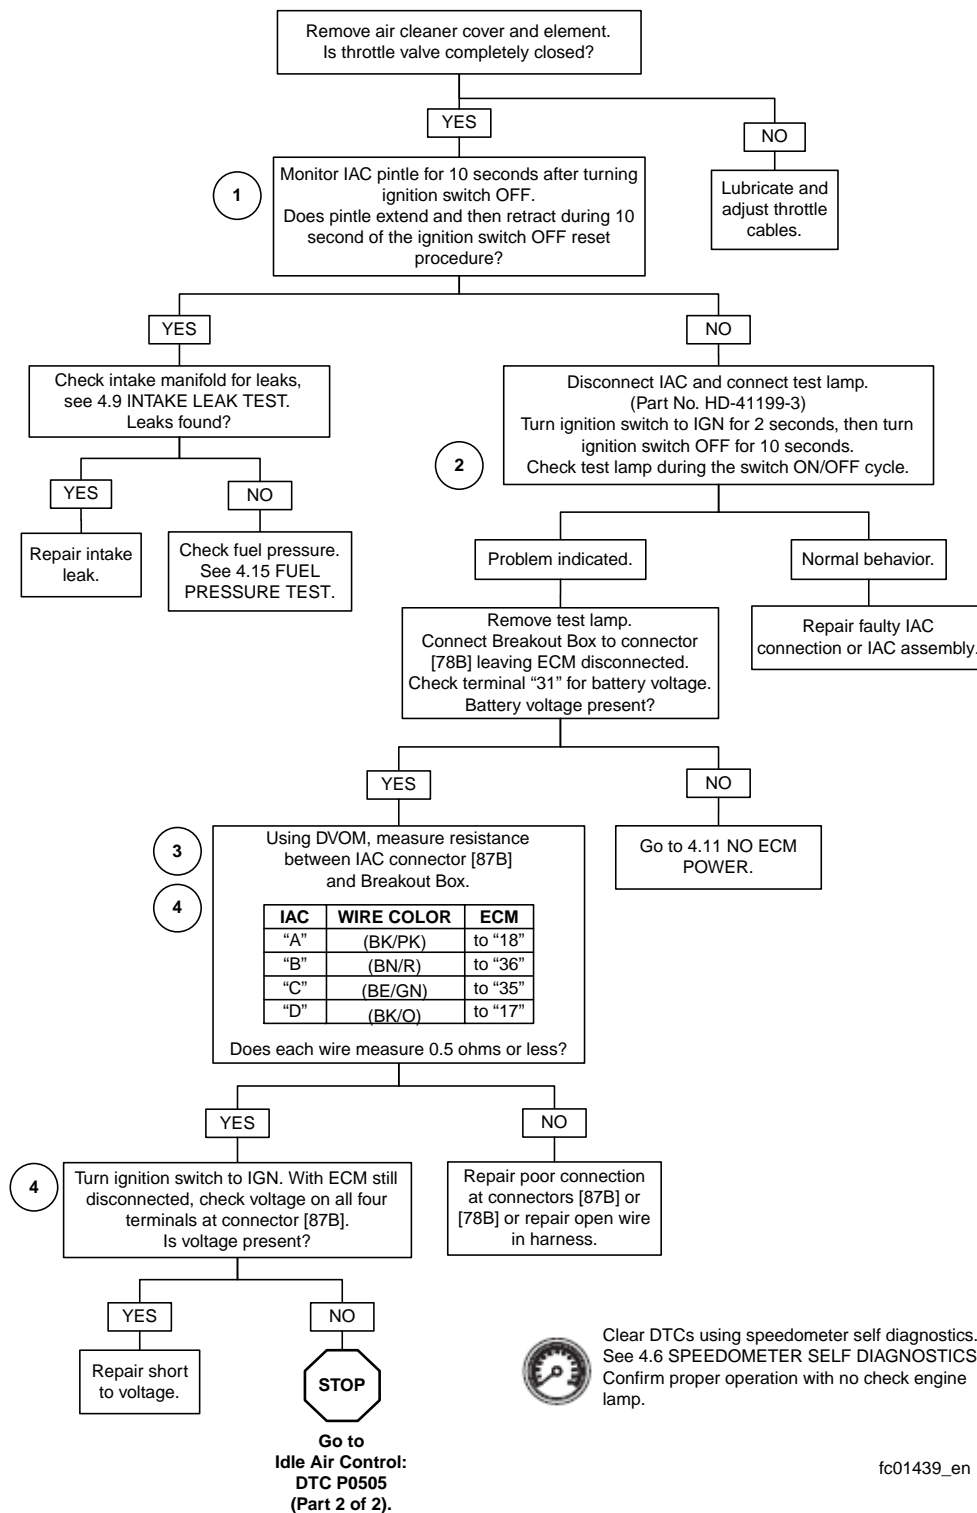 Remove air cleaner cover and element.
Is throttle valve completely closed?
YES
NO
1
Monitor IAC pintle for 10 seconds after turning
ignition switch OFF.
Does pintle extend and then retract during 10
second of the ignition switch OFF reset
procedure?
Lubricate and
adjust throttle
cables.
YES
NO
Check intake manifold for leaks,
see 4.9 INTAKE LEAK TEST.
Leaks found?
2
Disconnect IAC and connect test lamp.
(Part No. HD-41199-3)
Turn ignition switch to IGN for 2 seconds, then turn
ignition switch OFF for 10 seconds.
Check test lamp during the switch ON/OFF cycle.
YES
NO
Repair intake
leak.
Check fuel pressure.
See 4.15 FUEL
PRESSURE TEST.
Problem indicated.
Normal behavior.
Remove test lamp.
Connect Breakout Box to connector
[78B] leaving ECM disconnected.
Check terminal “31” for battery voltage.
Battery voltage present?
Repair faulty IAC
connection or IAC assembly.
YES
NO
3
4
Using DVOM, measure resistance
between IAC connector [87B]
and Breakout Box.
IAC WIRE COLOR ECM
“A” (BK/PK) to “18”
“B” (BN/R) to “36”
“C” (BE/GN) to “35”
“D” (BK/O) to “17”
Does each wire measure 0.5 ohms or less?
Go to 4.11 NO ECM
POWER.
YES
NO
4
Turn ignition switch to IGN. With ECM still
disconnected, check voltage on all four
terminals at connector [87B].
Is voltage present?
Repair poor connection
at connectors [87B] or
[78B] or repair open wire
in harness.
YES
NO
Repair short
to voltage.
STOP
Go to
Idle Air Control:
DTC P0505
(Part 2 of 2).
Clear DTCs using speedometer self diagnostics.
See 4.6 SPEEDOMETER SELF DIAGNOSTICS
Confirm proper operation with no check engine
lamp.
fc01439_en